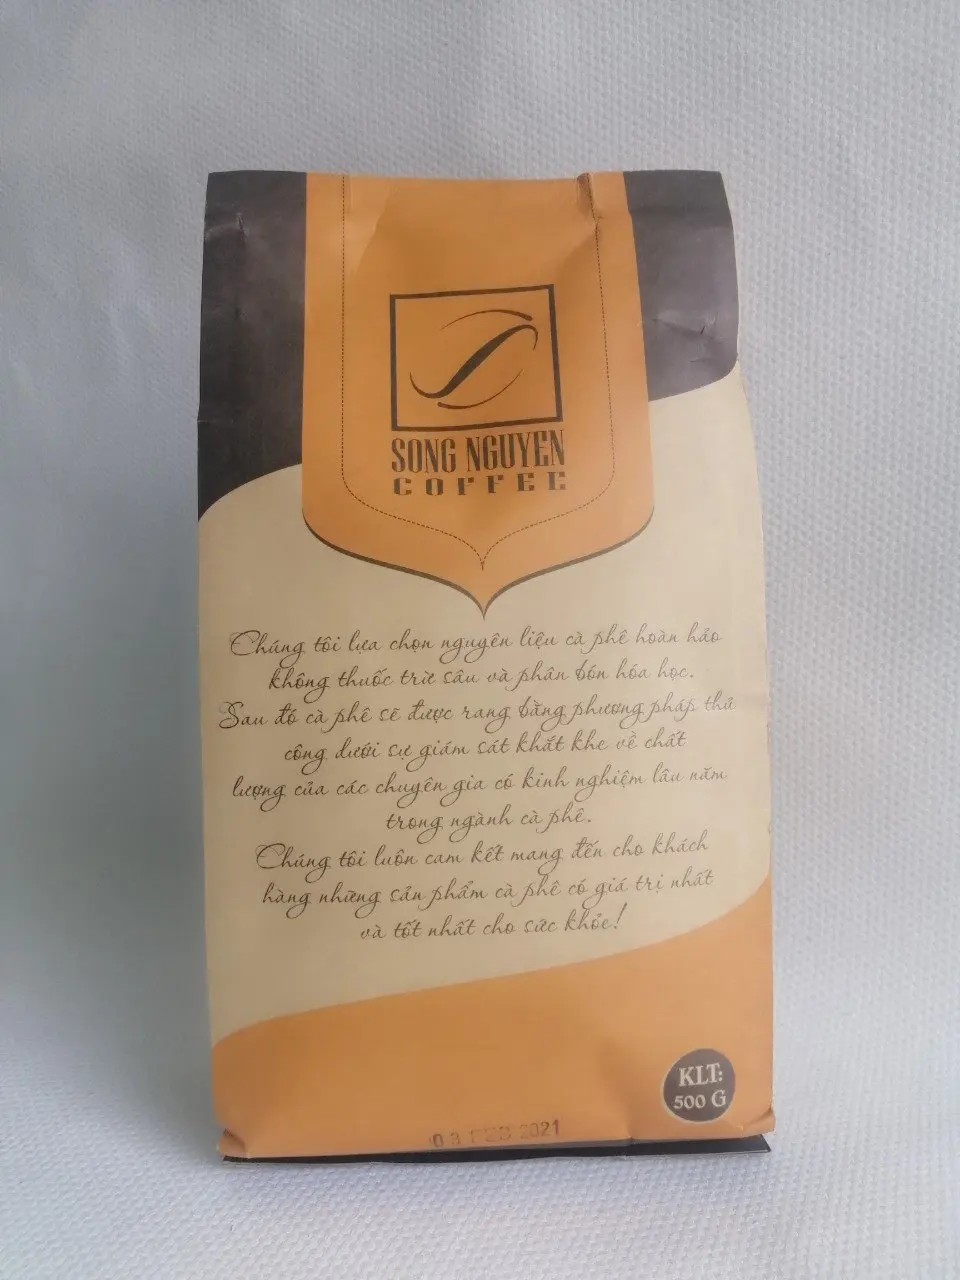 SONG NGUYEN
COFFEE
Chúng tôi lựa chọn nguyên liệu cà phê hoàn hảo
không thuốc trừ sâu và phân bón hóa học.
Sau đó cà phê sẽ được rang bằng phương pháp thủ
công dưới sự giám sát khắt khe về chất
lượng của các chuyên gia có kinh nghiệm lâu năm
trong ngành cà phê.
Chúng tôi luôn cam kết mang đến cho khách
hàng những sản phẩm cà phê có giá trị nhất
và tốt nhất cho sức khỏe!
KLT:
500 G
03 FEB 2021